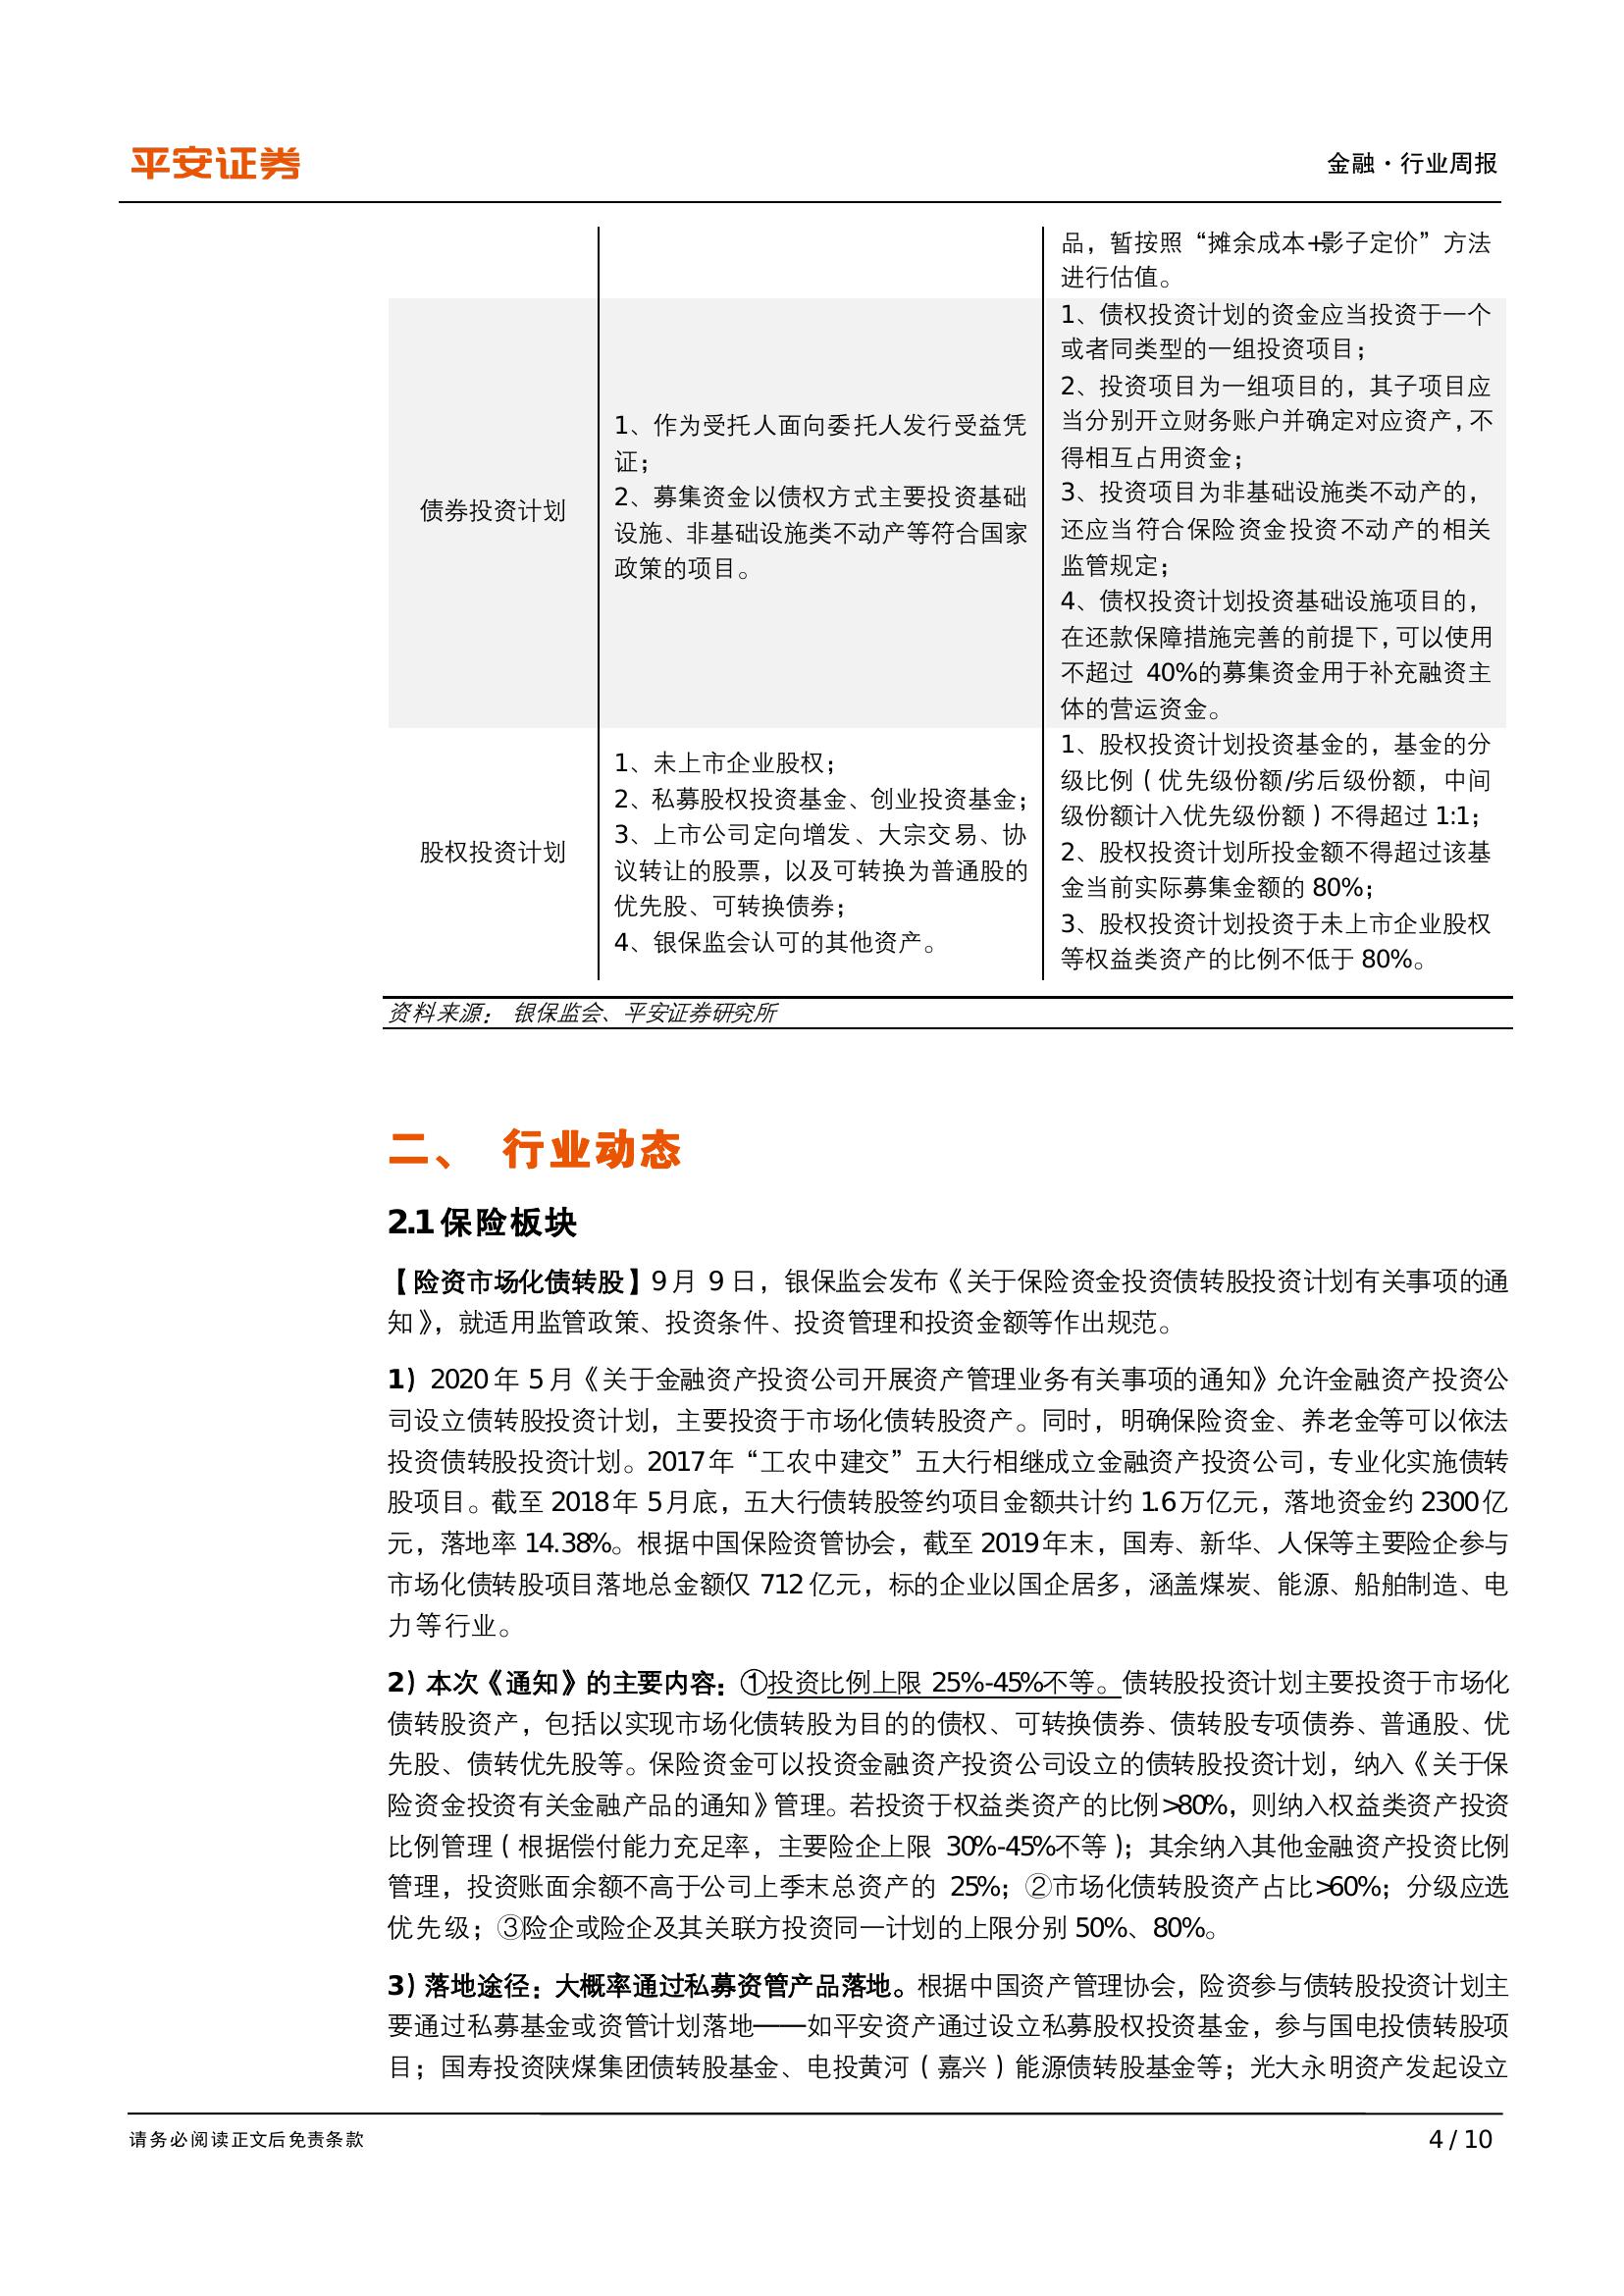 平安证券
金融·行业周报
品，暂按照“摊余成本+影子定价”方法
进行估值。
债券投资计划
1、作为受托人面向委托人发行受益凭
证；
2、募集资金以债权方式主要投资基础
设施、非基础设施类不动产等符合国家
政策的项目。
1、债权投资计划的资金应当投资于一个
或者同类型的一组投资项目；
2、投资项目为一组项目的，其子项目应
当分别开立财务账户并确定对应资产，不
得相互占用资金；
3、投资项目为非基础设施类不动产的，
还应当符合保险资金投资不动产的相关
监管规定；
4、债权投资计划投资基础设施项目的，
在还款保障措施完善的前提下，可以使用
不超过 40%的募集资金用于补充融资主
体的营运资金。
股权投资计划
1、未上市企业股权；
2、私募股权投资基金、创业投资基金；
3、上市公司定向增发、大宗交易、协
议转让的股票，以及可转换为普通股的
优先股、可转换债券；
4、银保监会认可的其他资产。
1、股权投资计划投资基金的，基金的分
级比例（优先级份额/劣后级份额，中间
级份额计入优先级份额）不得超过 1:1；
2、股权投资计划所投金额不得超过该基
金当前实际募集金额的 80%；
3、股权投资计划投资于未上市企业股权
等权益类资产的比例不低于 80%。
资料来源： 银保监会、平安证券研究所
二、 行业动态
2.1 保险板块
【险资市场化债转股】9 月 9 日，银保监会发布《关于保险资金投资债转股投资计划有关事项的通
知》，就适用监管政策、投资条件、投资管理和投资金额等作出规范。
1）2020 年 5 月《关于金融资产投资公司开展资产管理业务有关事项的通知》允许金融资产投资公
司设立债转股投资计划，主要投资于市场化债转股资产。同时，明确保险资金、养老金等可以依法
投资债转股投资计划。2017 年“工农中建交”五大行相继成立金融资产投资公司，专业化实施债转
股项目。截至 2018 年 5 月底，五大行债转股签约项目金额共计约 1.6 万亿元，落地资金约 2300 亿
元，落地率 14.38%。根据中国保险资管协会，截至 2019 年末，国寿、新华、人保等主要险企参与
市场化债转股项目落地总金额仅 712 亿元，标的企业以国企居多，涵盖煤炭、能源、船舶制造、电
力等行业。
2）本次《通知》的主要内容：①投资比例上限 25%-45%不等。债转股投资计划主要投资于市场化
债转股资产，包括以实现市场化债转股为目的的债权、可转换债券、债转股专项债券、普通股、优
先股、债转优先股等。保险资金可以投资金融资产投资公司设立的债转股投资计划，纳入《关于保
险资金投资有关金融产品的通知》管理。若投资于权益类资产的比例>80%，则纳入权益类资产投资
比例管理（根据偿付能力充足率，主要险企上限 30%-45%不等）；其余纳入其他金融资产投资比例
管理，投资账面余额不高于公司上季末总资产的 25%；②市场化债转股资产占比>60%；分级应选
优先级；③险企或险企及其关联方投资同一计划的上限分别 50%、80%。
3）落地途径：大概率通过私募资管产品落地。根据中国资产管理协会，险资参与债转股投资计划主
要通过私募基金或资管计划落地——如平安资产通过设立私募股权投资基金，参与国电投债转股项
目；国寿投资陕煤集团债转股基金、电投黄河（嘉兴）能源债转股基金等；光大永明资产发起设立
请务必阅读正文后免责条款
4 / 10